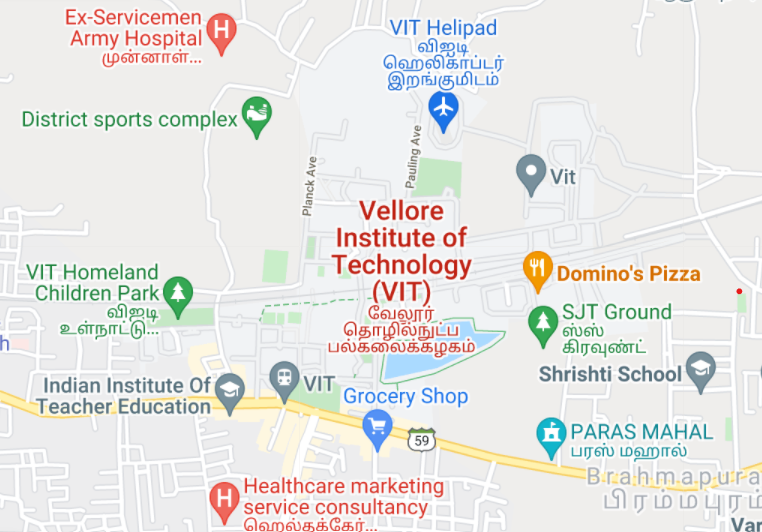 Ex-Servicemen
Army Hospital
முன்னாள்...
H
VIT Helipad
விஐடி
ஹெலிகாப்டர்
இறங்குமிடம்
District sports complex
Planck Ave
Pauling Ave
Vit
Vellore
Institute of
Technology
(VIT)
வேலூர்
தொழில்நுட்ப
பல்கலைக்கழகம்
Domino's Pizza
VIT Homeland
Children Park
விஐடி
உள்நாட்டு...
SJT Ground
ஸ்ஸ்
கிரவுண்ட்
h
Shrishti School
Indian Institute Of
Teacher Education
VIT
Grocery Shop
59
PARAS MAHAL
பரஸ் மஹால்
Brahmapura
பிரம்மபுரம்
H
Healthcare marketing
service consultancy
ஹெல்த்க்கேர்...
Var